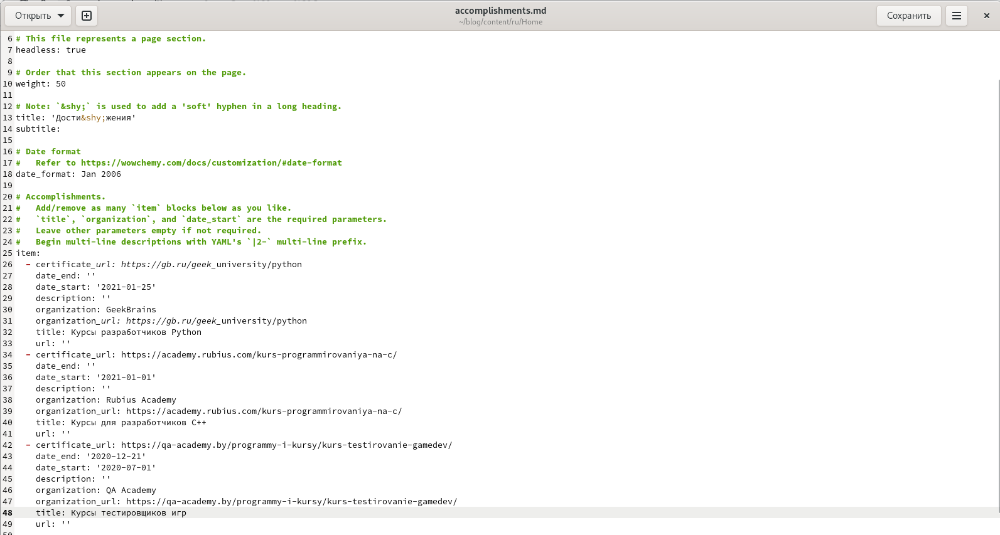 Открыть
accomplishments.md
~/blog/content/ru/Home
Сохранить
6 # This file represents a page section.
7 headless: true
8
9 # Order that this section appears on the page.
10 weight: 50
11
12 # Note: `&shy;` is used to add a 'soft' hyphen in a long heading.
13 title: 'Дости&shy;жения'
14 subtitle:
15
16 # Date format
17 #   Refer to https://wowchemy.com/docs/customization/#date-format
18 date_format: Jan 2006
19
20 # Accomplishments.
21 #   Add/remove as many `item` blocks below as you like.
22 #   `title`, `organization`, and `date_start` are the required parameters.
23 #   Leave other parameters empty if not required.
24 #   Begin multi-line descriptions with YAML's `|2-` multi-line prefix.
25 item:
26   - certificate_url: https://gb.ru/geek_university/python
27     date_end: ''
28     date_start: '2021-01-25'
29     description: ''
30     organization: GeekBrains
31     organization_url: https://gb.ru/geek_university/python
32     title: Курсы разработчиков Python
33     url: ''
34   - certificate_url: https://academy.rubius.com/kurs-programmirovaniya-na-c/
35     date_end: ''
36     date_start: '2021-01-01'
37     description: ''
38     organization: Rubius Academy
39     organization_url: https://academy.rubius.com/kurs-programmirovaniya-na-c/
40     title: Курсы для разработчиков C++
41     url: ''
42   - certificate_url: https://qa-academy.by/programmy-i-kursy/kurs-testirovanie-gamedev/
43     date_end: '2020-12-21'
44     date_start: '2020-07-01'
45     description: ''
46     organization: QA Academy
47     organization_url: https://qa-academy.by/programmy-i-kursy/kurs-testirovanie-gamedev/
48     title: Курсы тестировщиков игр
49     url: ''
50